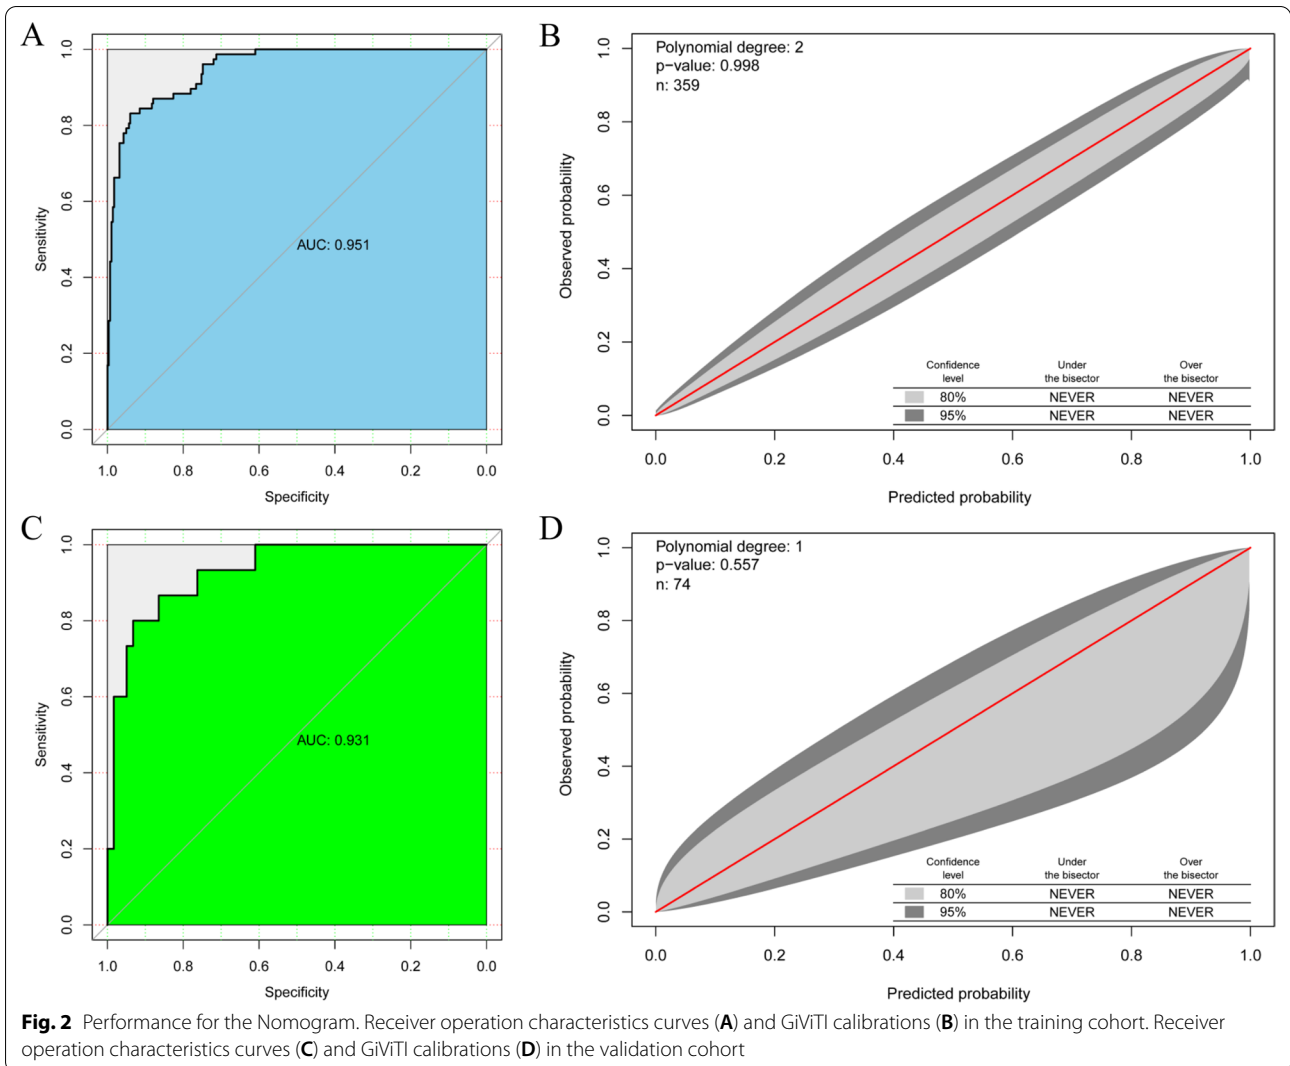 A
1.0
0.8
0.6
0.4
0.2
0.0
Sensitivity
AUC: 0.951
1.0 0.8 0.6 0.4 0.2 0.0
Specificity
B
Polynomial degree: 2
p−value: 0.998
n: 359
1.0
0.8
0.6
0.4
0.2
0.0
Observed probability
Confidence level Under the bisector Over the bisector
80% NEVER NEVER
95% NEVER NEVER
0.0 0.2 0.4 0.6 0.8 1.0
Predicted probability
C
1.0
0.8
0.6
0.4
0.2
0.0
Sensitivity
AUC: 0.931
1.0 0.8 0.6 0.4 0.2 0.0
Specificity
D
Polynomial degree: 1
p−value: 0.557
n: 74
1.0
0.8
0.6
0.4
0.2
0.0
Observed probability
Confidence level Under the bisector Over the bisector
80% NEVER NEVER
95% NEVER NEVER
0.0 0.2 0.4 0.6 0.8 1.0
Predicted probability
Fig. 2 Performance for the Nomogram. Receiver operation characteristics curves (A) and GiViTI calibrations (B) in the training cohort. Receiver
operation characteristics curves (C) and GiViTI calibrations (D) in the validation cohort